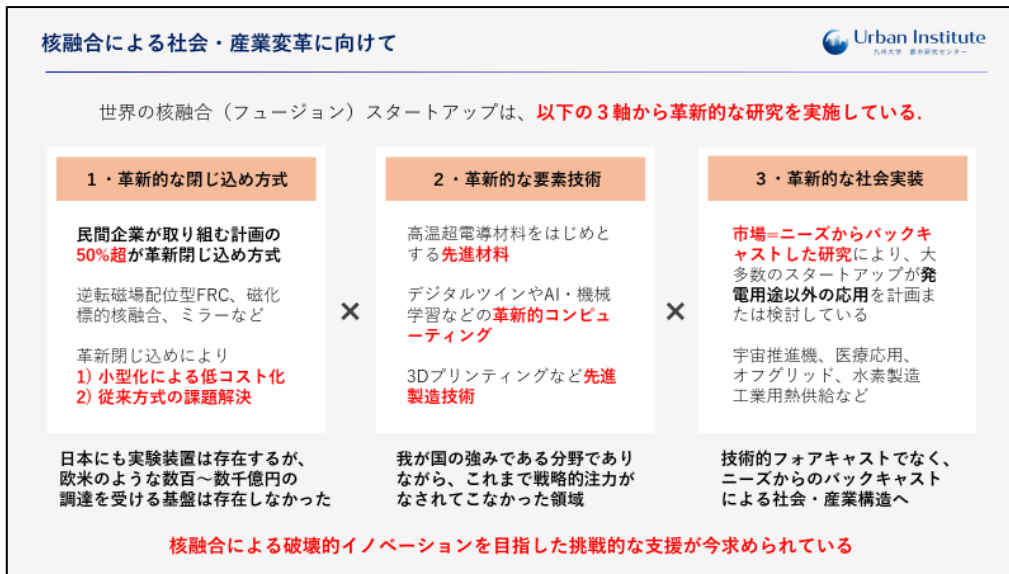 核融合による社会・産業変革に向けて
Urban Institute
九州大学 都市研究センター
世界の核融合（フュージョン）スタートアップは、以下の３軸から革新的な研究を実施している.
１・革新的な閉じ込め方式
民間企業が取り組む計画の
50%超が革新閉じ込め方式
逆転磁場配位型FRC、磁化
標的核融合、ミラーなど
革新閉じ込めにより
1) 小型化による低コスト化
2) 従来方式の課題解決
×
２・革新的な要素技術
高温超電導材料をはじめと
する先進材料
デジタルツインやAI・機械
学習などの革新的コンピュ
ーティング
3Dプリンティングなど先進
製造技術
×
３・革新的な社会実装
市場=ニーズからバックキ
ャストした研究により、大
多数のスタートアップが発
電用途以外の応用を計画ま
たは検討している
宇宙推進機、医療応用、
オフグリッド、水素製造
工業用熱供給など
日本にも実験装置は存在するが、
欧米のような数百～数千億円の
調達を受ける基盤は存在しなかった
我が国の強みである分野であり
ながら、これまで戦略的注力が
なされてこなかった領域
技術的フォアキャストでなく、
ニーズからのバックキャスト
による社会・産業構造へ
核融合による破壊的イノベーションを目指した挑戦的な支援が今求められている